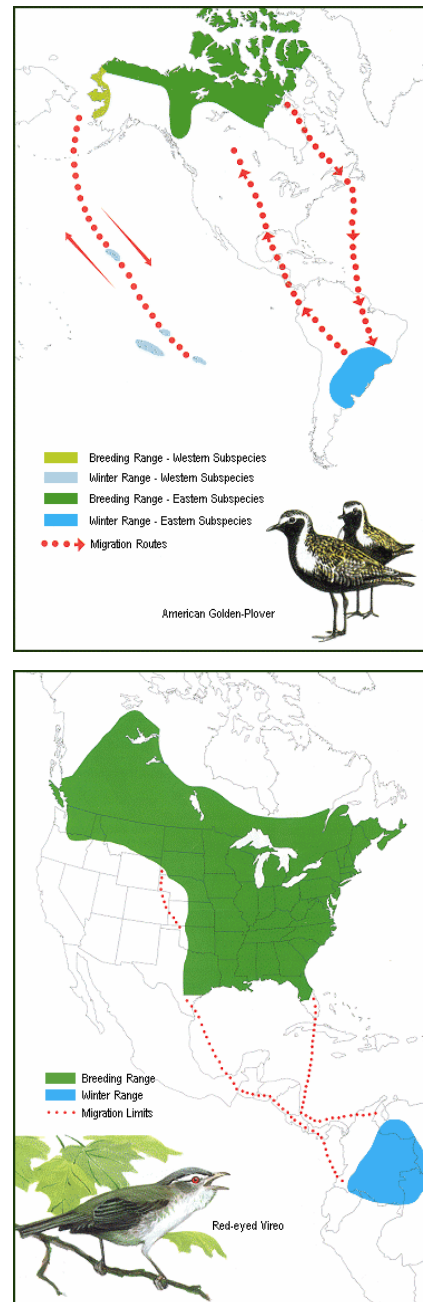 Breeding Range - Western Subspecies
Winter Range - Western Subspecies
Breeding Range - Eastern Subspecies
Winter Range - Eastern Subspecies
Migration Routes
American Golden-Plover
Breeding Range
Winter Range
Migration Limits
Red-eyed Vireo